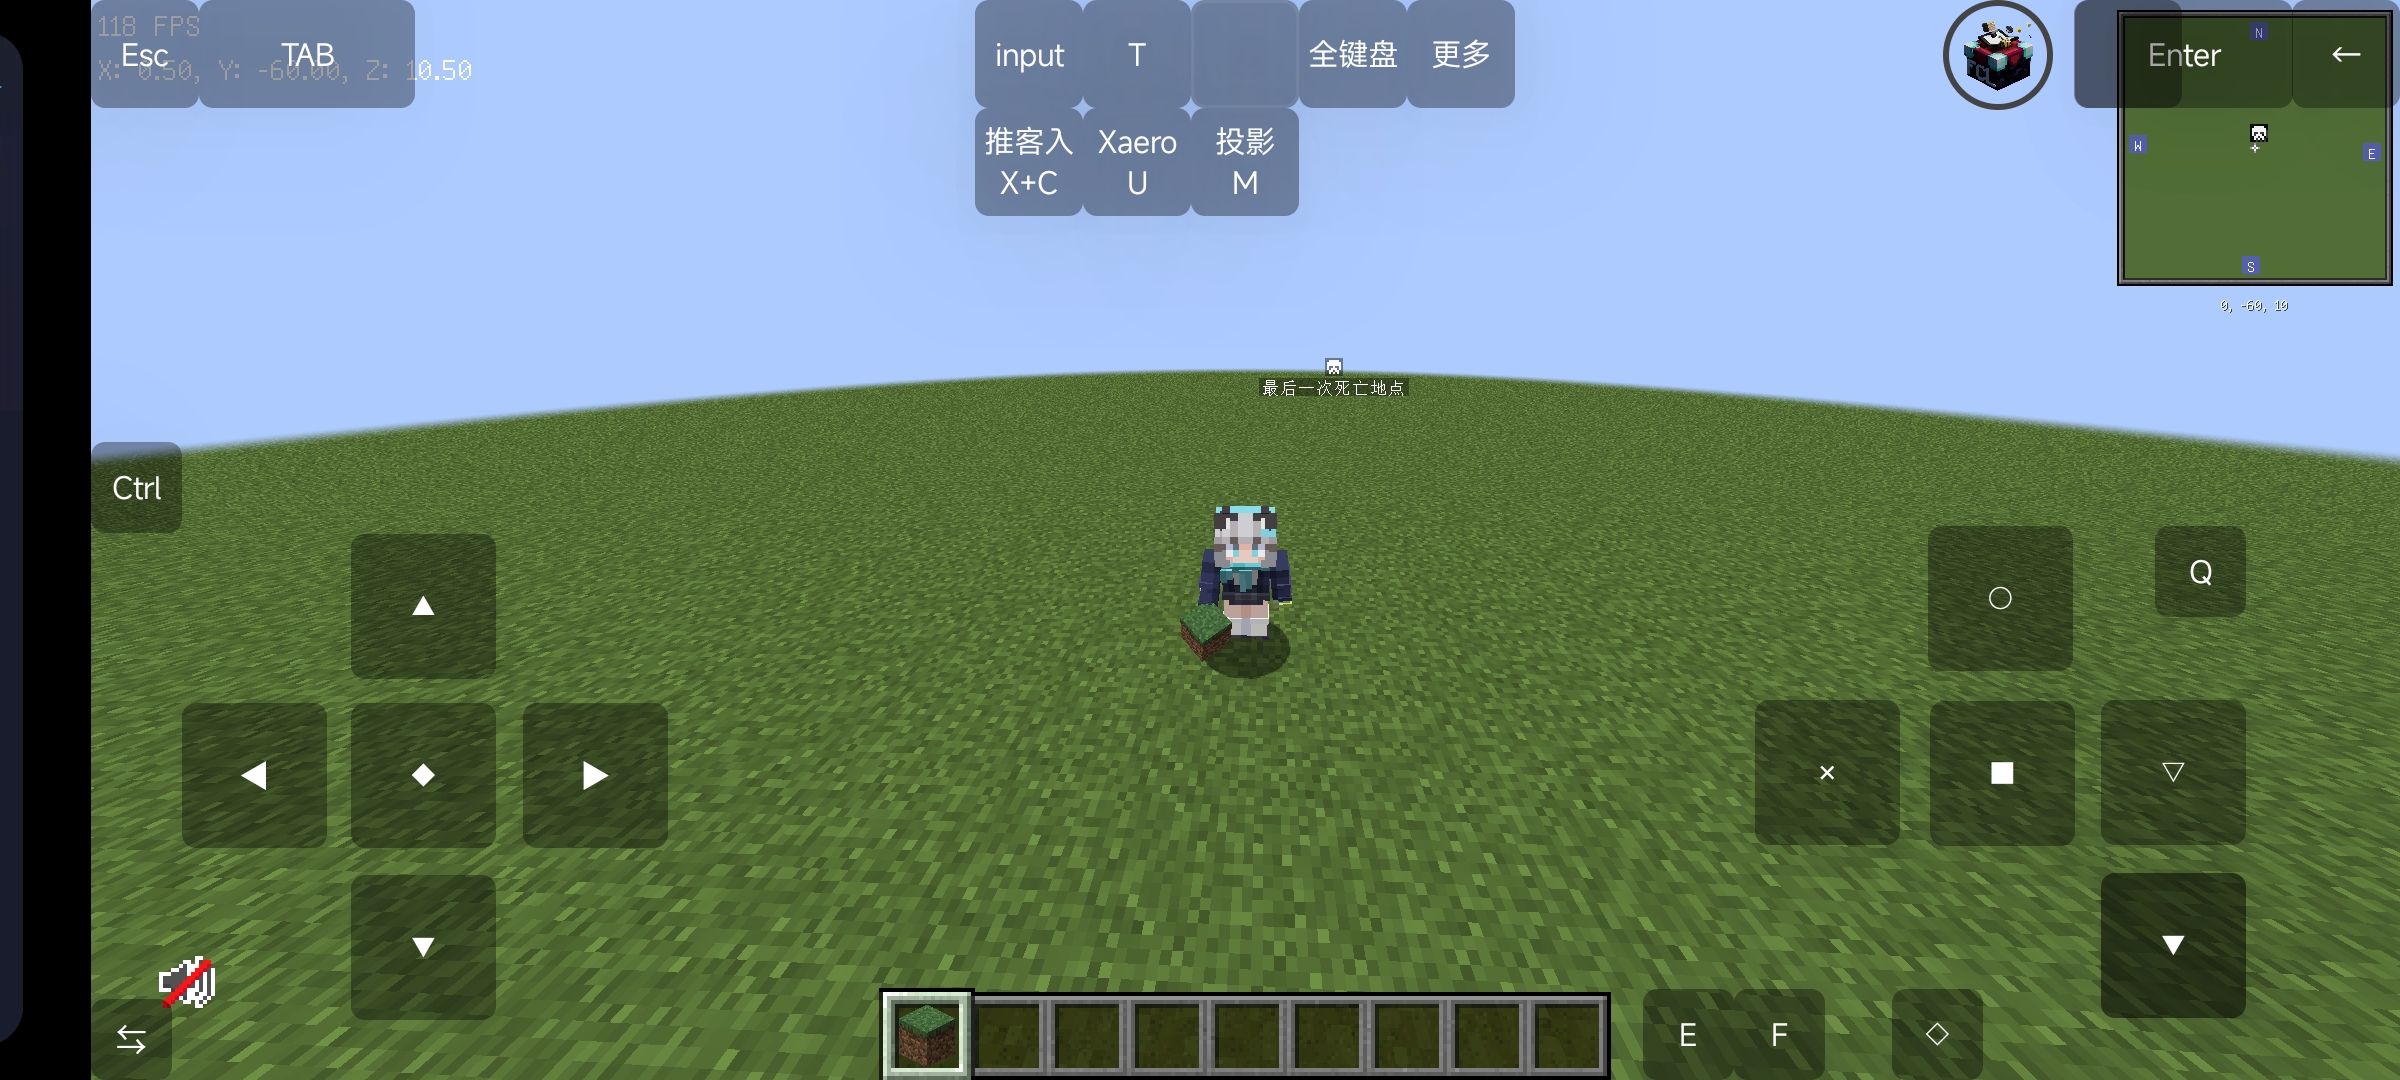 118 FPS
X: 0.50, Y: -60.00, Z: 10.50
Esc
TAB
input
T
全键盘
更多
Enter
←
推客入
X+C
Xaero
U
投影
M
FCL
N
W
E
S
0, -60, 10
最后一次死亡地点
Ctrl
Q
E
F